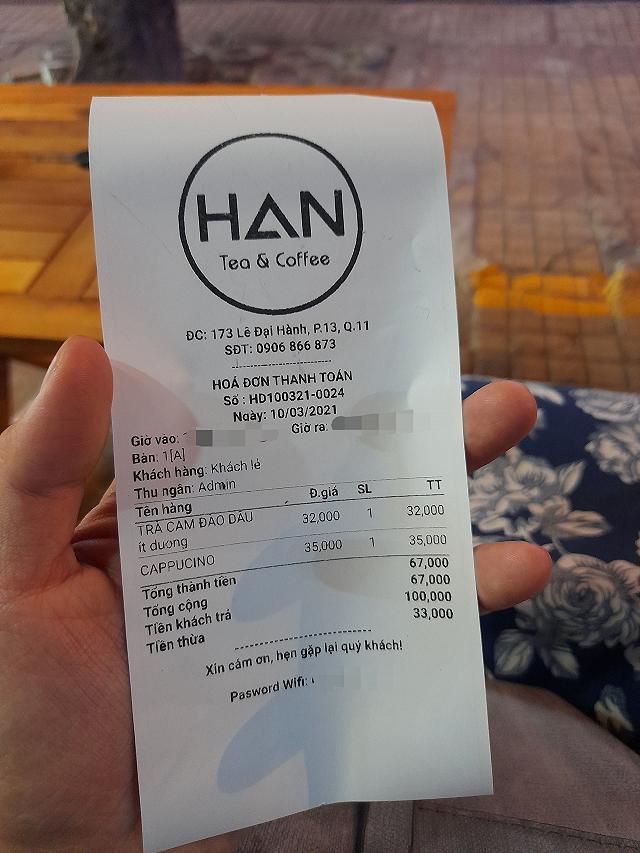 HAN
Tea & Coffee
ĐC: 173 Lê Đại Hành, P.13, Q.11
SĐT: 0906 866 873
HOÁ ĐƠN THANH TOÁN
Số : HD100321-0024
Ngày: 10/03/2021
Giờ vào: Giờ ra:
Bàn: 1[A]
Khách hàng: Khách lẻ
Thu ngân: Admin
Tên hàng Đ.giá SL TT
TRÀ CAM ĐÀO DÂU 32,000 1 32,000
ít đường
CAPPUCINO 35,000 1 35,000
Tổng thành tiền 67,000
Tổng cộng 67,000
Tiền khách trả 100,000
Tiền thừa 33,000
Xin cám ơn, hẹn gặp lại quý khách!
Pasword Wifi: